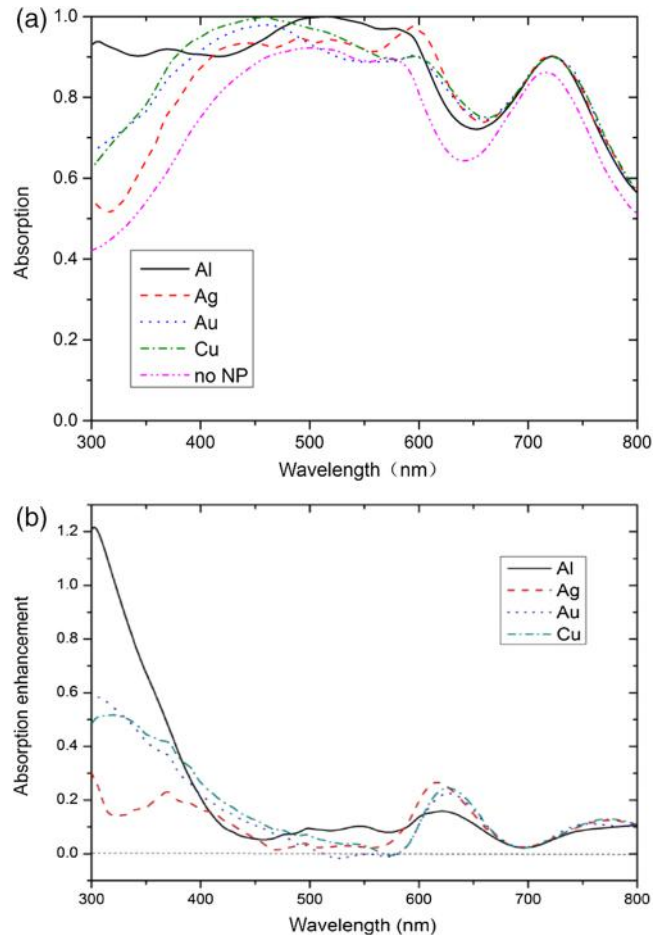 (a)
1.0
0.8
0.6
0.4
0.2
0.0
Absorption
Al
Ag
Au
Cu
no NP
300 400 500 600 700 800
Wavelength（nm）
(b)
1.2
1.0
0.8
0.6
0.4
0.2
0.0
Absorption enhancement
Al
Ag
Au
Cu
300 400 500 600 700 800
Wavelength (nm)